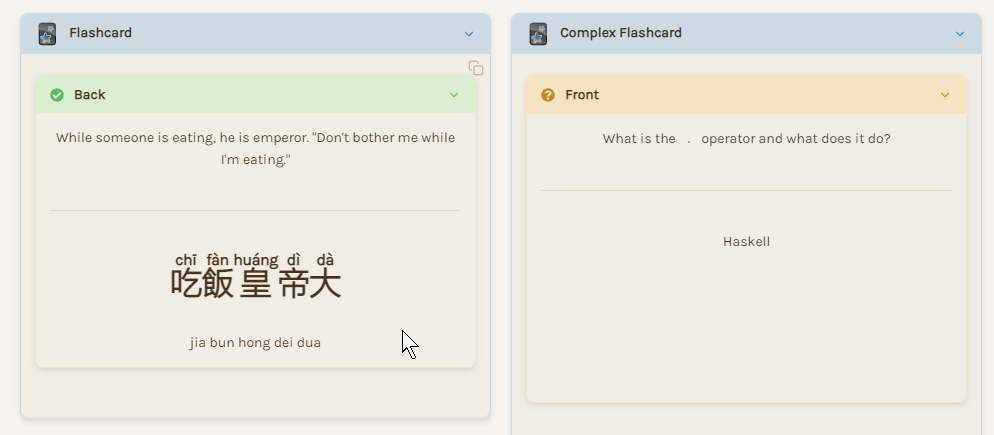 Flashcard
Back
While someone is eating, he is emperor. "Don't bother me while
I'm eating."
chī fàn huáng dì dà
吃飯皇帝大
jia bun hong dei dua
Complex Flashcard
Front
What is the . operator and what does it do?
Haskell